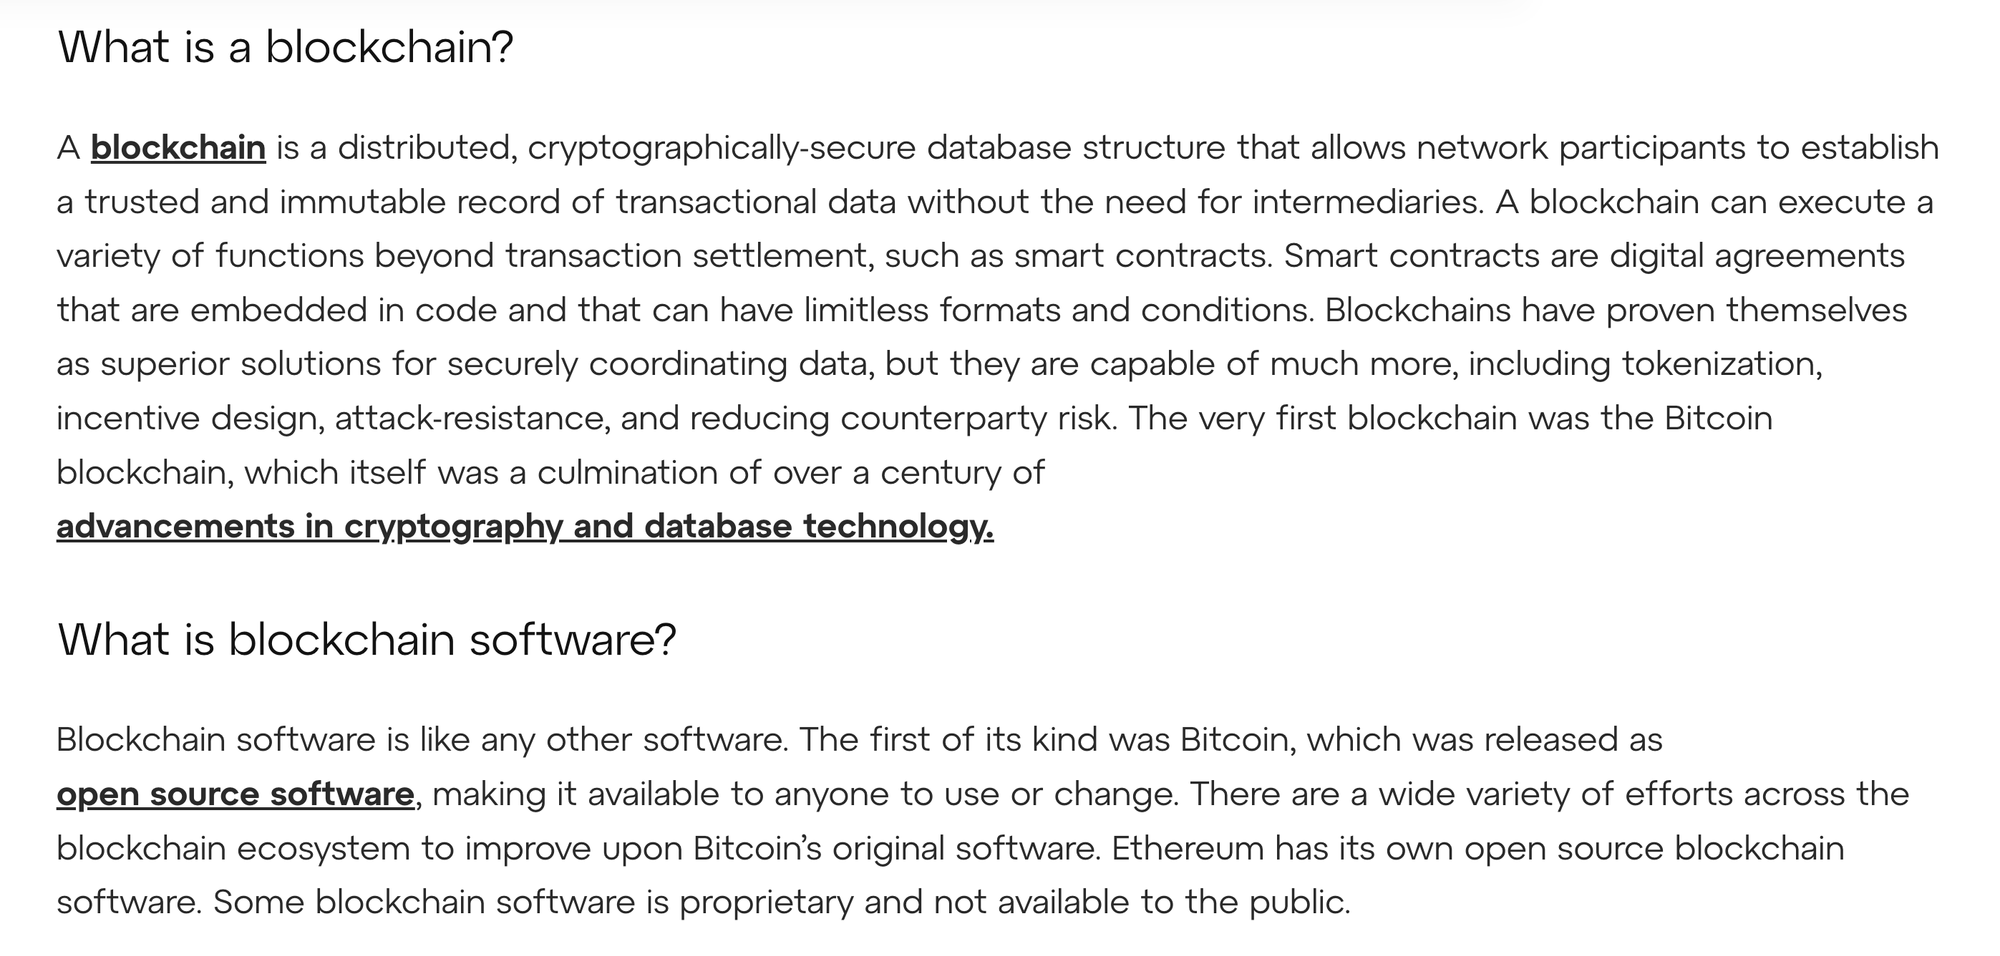 What is a blockchain?
A blockchain is a distributed, cryptographically-secure database structure that allows network participants to establish
a trusted and immutable record of transactional data without the need for intermediaries. A blockchain can execute a
variety of functions beyond transaction settlement, such as smart contracts. Smart contracts are digital agreements
that are embedded in code and that can have limitless formats and conditions. Blockchains have proven themselves
as superior solutions for securely coordinating data, but they are capable of much more, including tokenization,
incentive design, attack-resistance, and reducing counterparty risk. The very first blockchain was the Bitcoin
blockchain, which itself was a culmination of over a century of
advancements in cryptography and database technology.
What is blockchain software?
Blockchain software is like any other software. The first of its kind was Bitcoin, which was released as
open source software, making it available to anyone to use or change. There are a wide variety of efforts across the
blockchain ecosystem to improve upon Bitcoin’s original software. Ethereum has its own open source blockchain
software. Some blockchain software is proprietary and not available to the public.